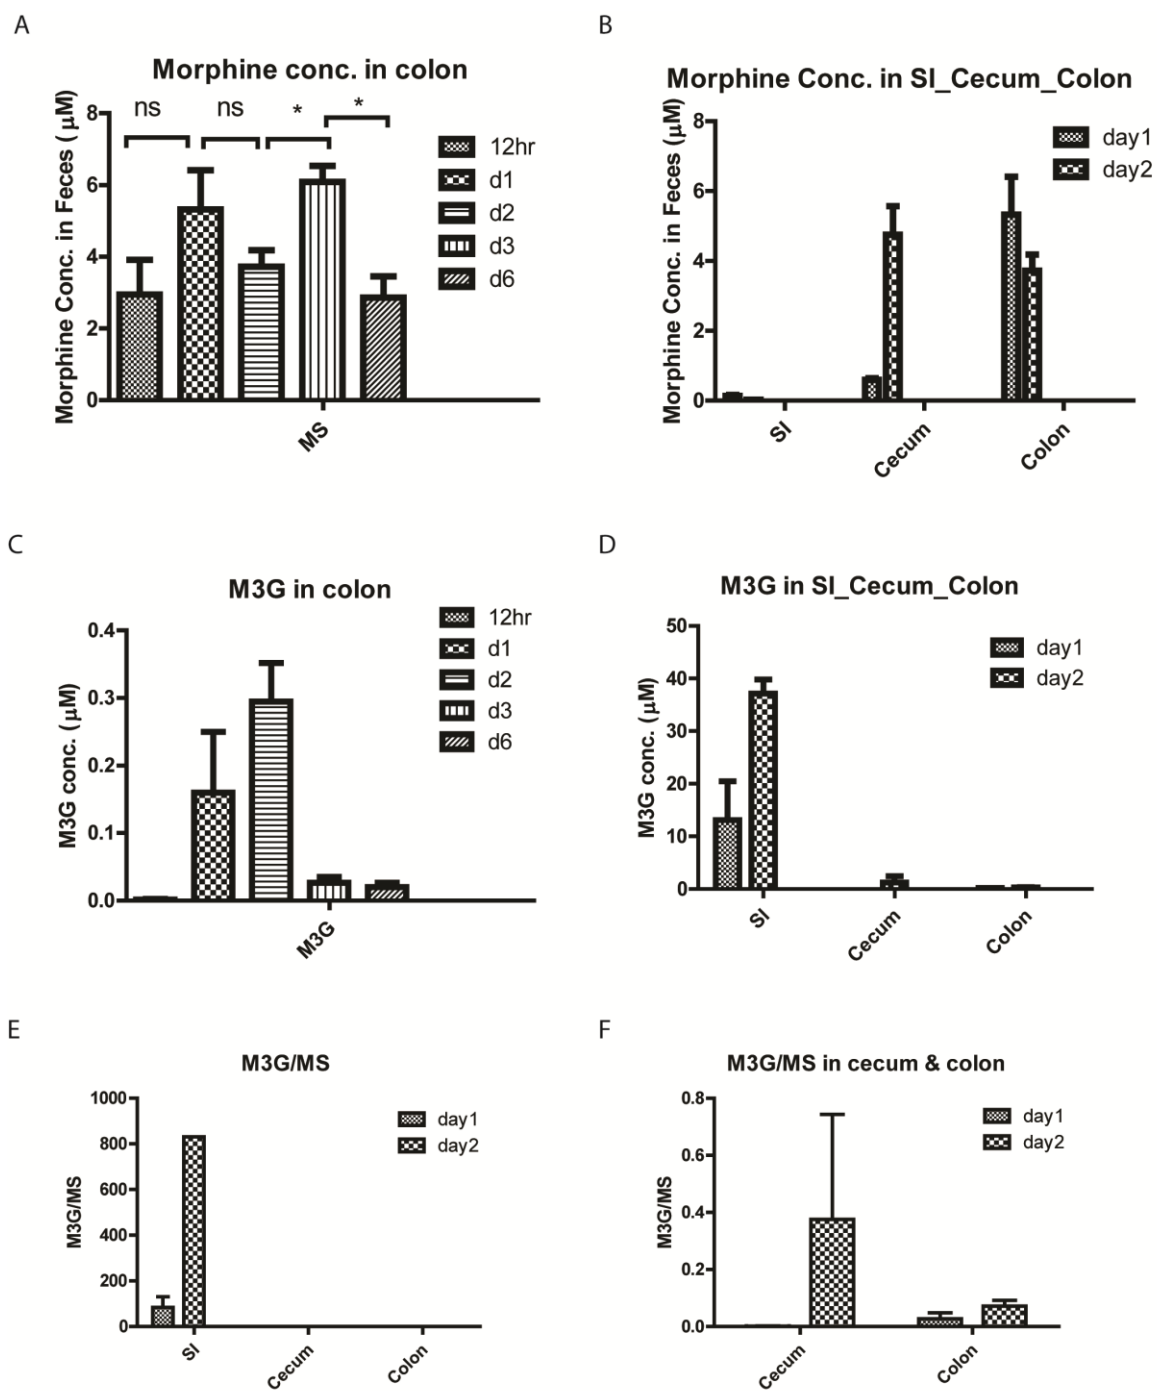 A
Morphine conc. in colon
Morphine Conc. in Feces ( μM)
8
6
4
2
0
ns
ns
*
*
12hr
d1
d2
d3
d6
MS
B
Morphine Conc. in SI_Cecum_Colon
Morphine Conc. in Feces (μM)
8
6
4
2
0
day1
day2
SI
Cecum
Colon
C
M3G in colon
M3G conc. (μM)
0.4
0.3
0.2
0.1
0.0
12hr
d1
d2
d3
d6
M3G
D
M3G in SI_Cecum_Colon
M3G conc. (μM)
50
40
30
20
10
0
day1
day2
SI
Cecum
Colon
E
M3G/MS
M3G/MS
1000
800
600
400
200
0
day1
day2
SI
Cecum
Colon
F
M3G/MS in cecum & colon
M3G/MS
0.8
0.6
0.4
0.2
0.0
day1
day2
Cecum
Colon